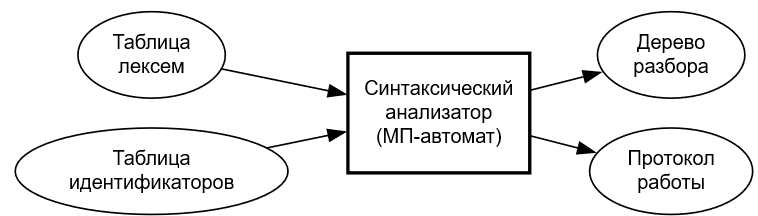 Таблица
лексем
Таблица
идентификаторов
Синтаксический
анализатор
(МП-автомат)
Дерево
разбора
Протокол
работы